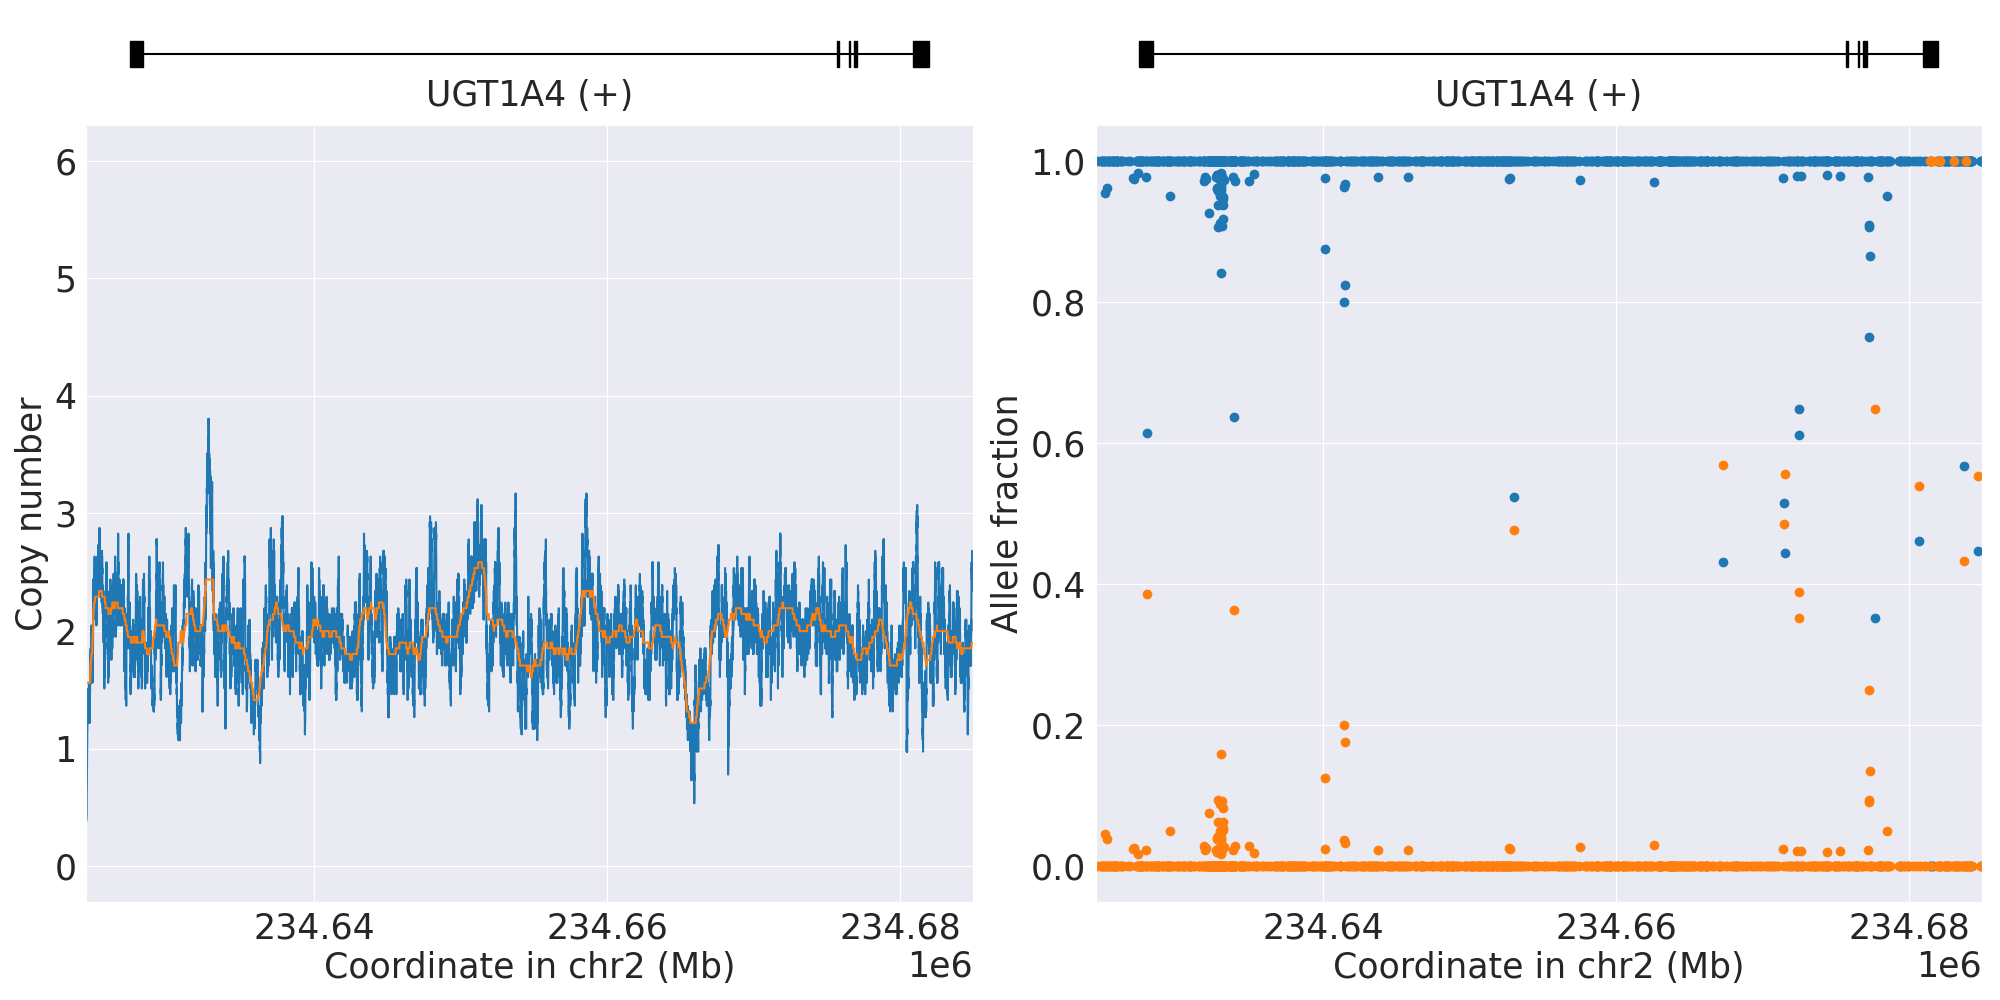 UGT1A4 (+)
6
5
4
3
2
1
0
Copy number
234.64
234.66
234.68
Coordinate in chr2 (Mb)
1e6
UGT1A4 (+)
1.0
0.8
0.6
0.4
0.2
0.0
Allele fraction
234.64
234.66
234.68
Coordinate in chr2 (Mb)
1e6